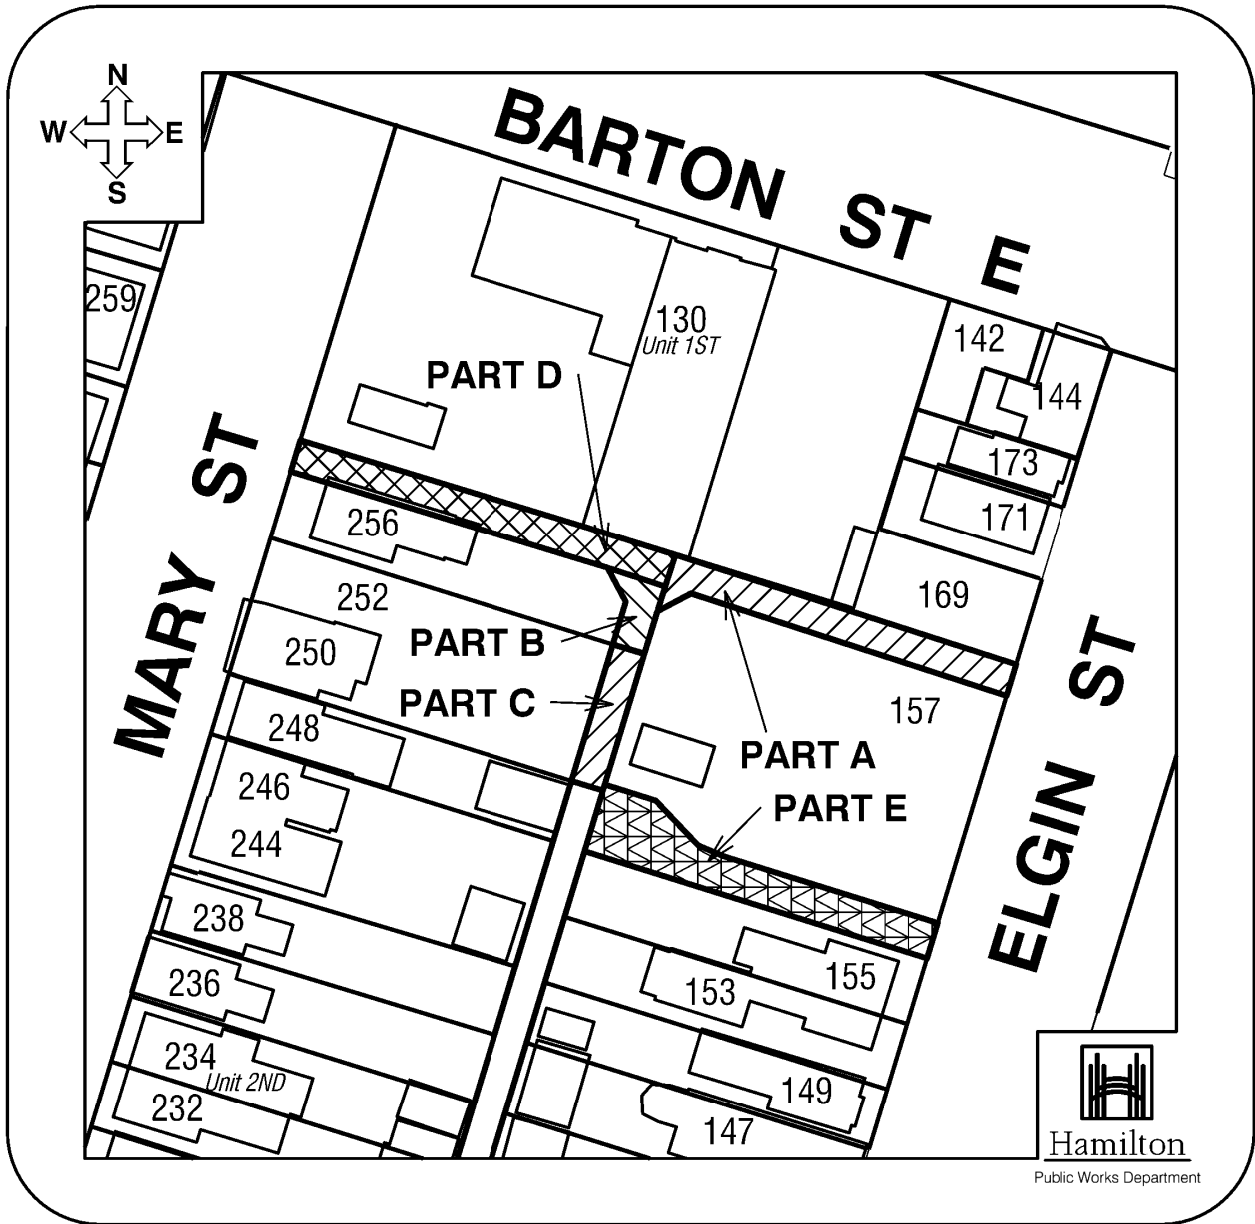 N
W E
S
BARTON ST E
259
130
Unit 1ST
142
144
PART D
173
MARY ST
256
171
252
169
PART B
250
PART C
157
248
PART A
246
PART E
244
ELGIN ST
238
155
236
153
234
Unit 2ND
149
232
147
Hamilton
Public Works Department